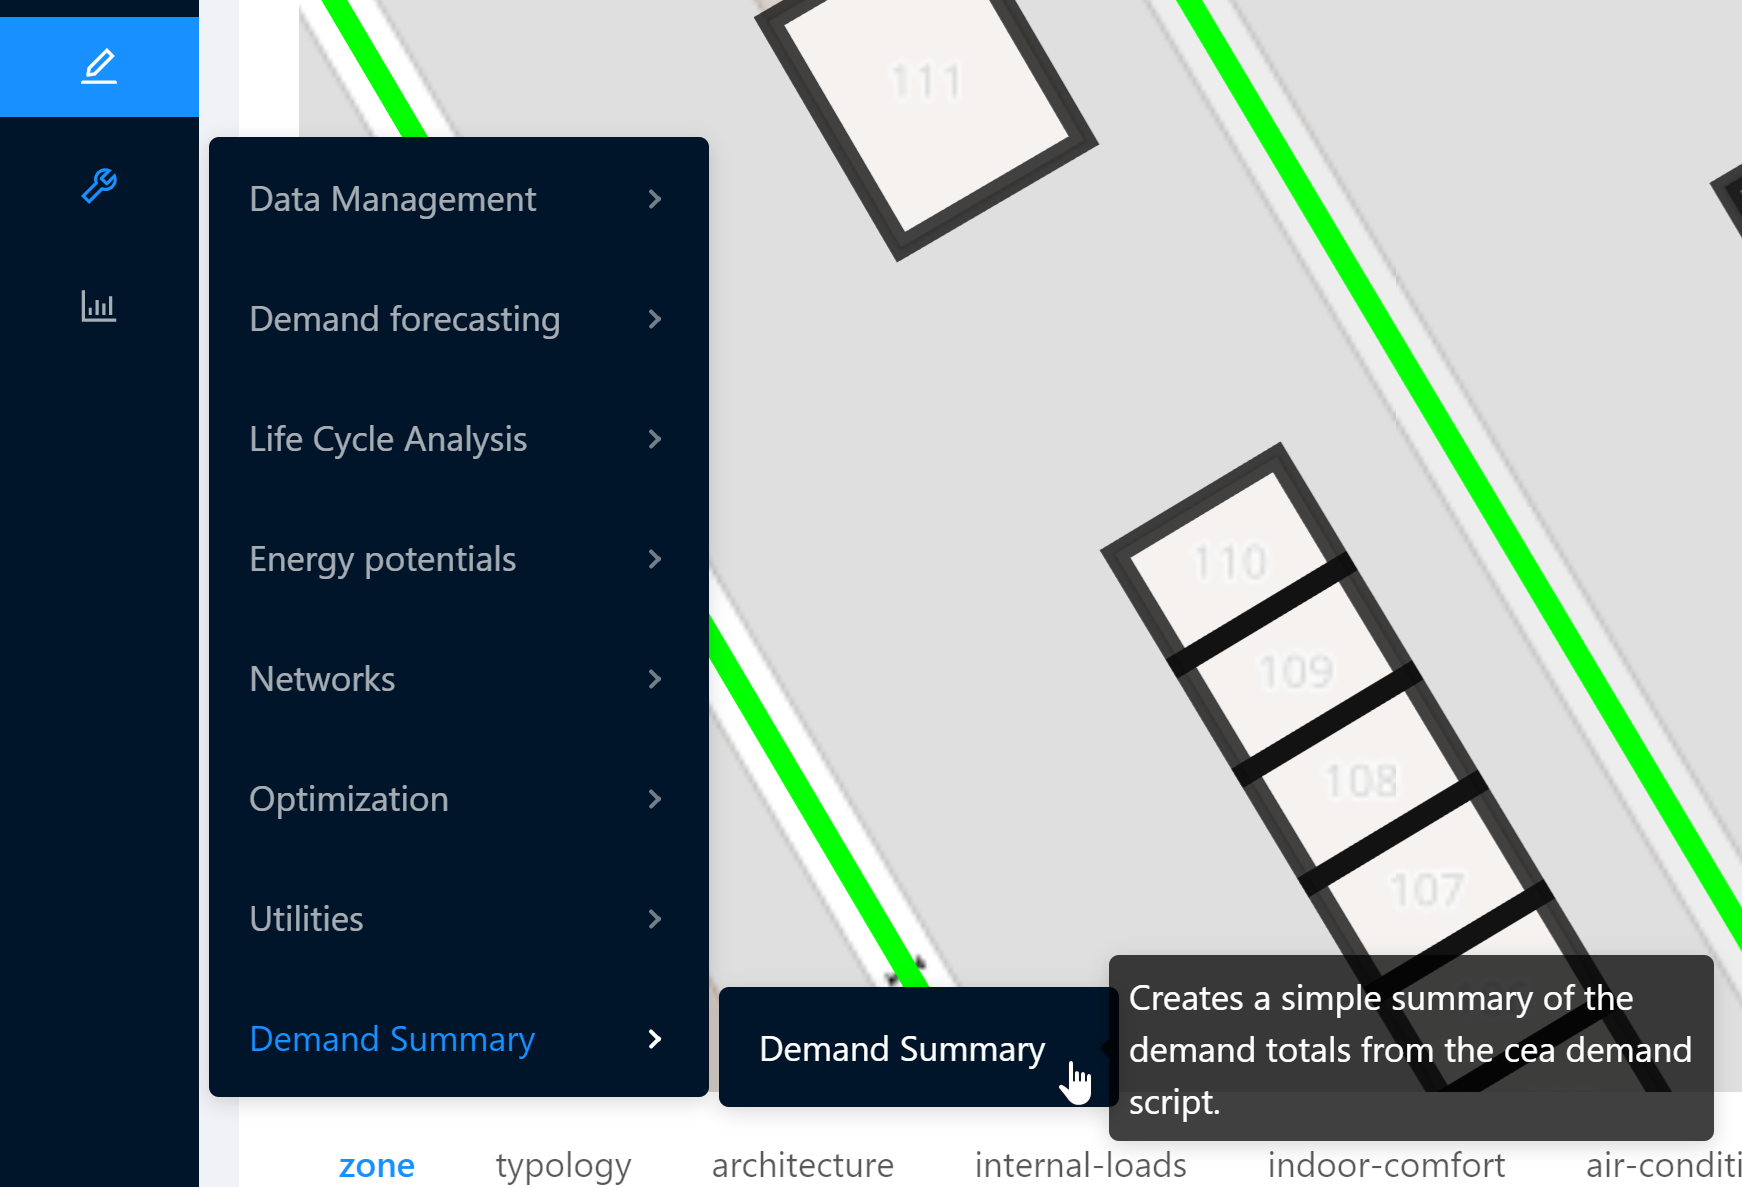 111
Data Management
Demand forecasting
Life Cycle Analysis
Energy potentials
110
Networks
109
Optimization
108
Utilities
107
Demand Summary
Demand Summary
Creates a simple summary of the
demand totals from the cea demand
script.
zone typology architecture internal-loads indoor-comfort air-conditi